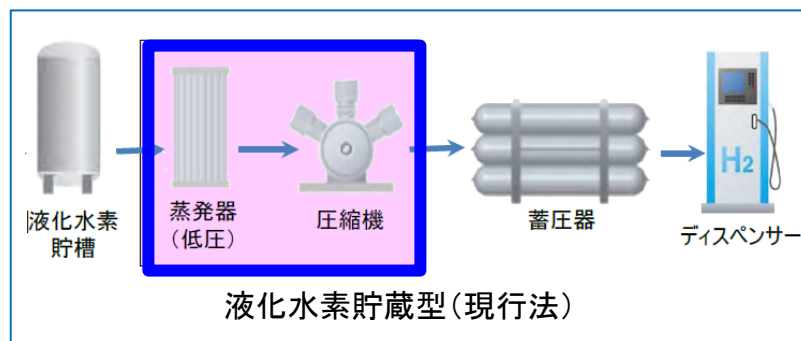 液化水素
貯槽
蒸発器
(低圧)
圧縮機
蓄圧器
H2
ディスペンサー
液化水素貯蔵型(現行法)